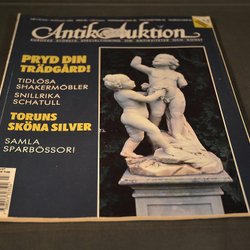 Antik & Auktion
PRYD DIN
TRÄDGÅRD!
TIDLÖSA
SHAKERMÖBLER
SNILLRIKA
SCHATULL
TORUNS
SKÖNA SILVER
SAMLA
SPARBÖSSOR!